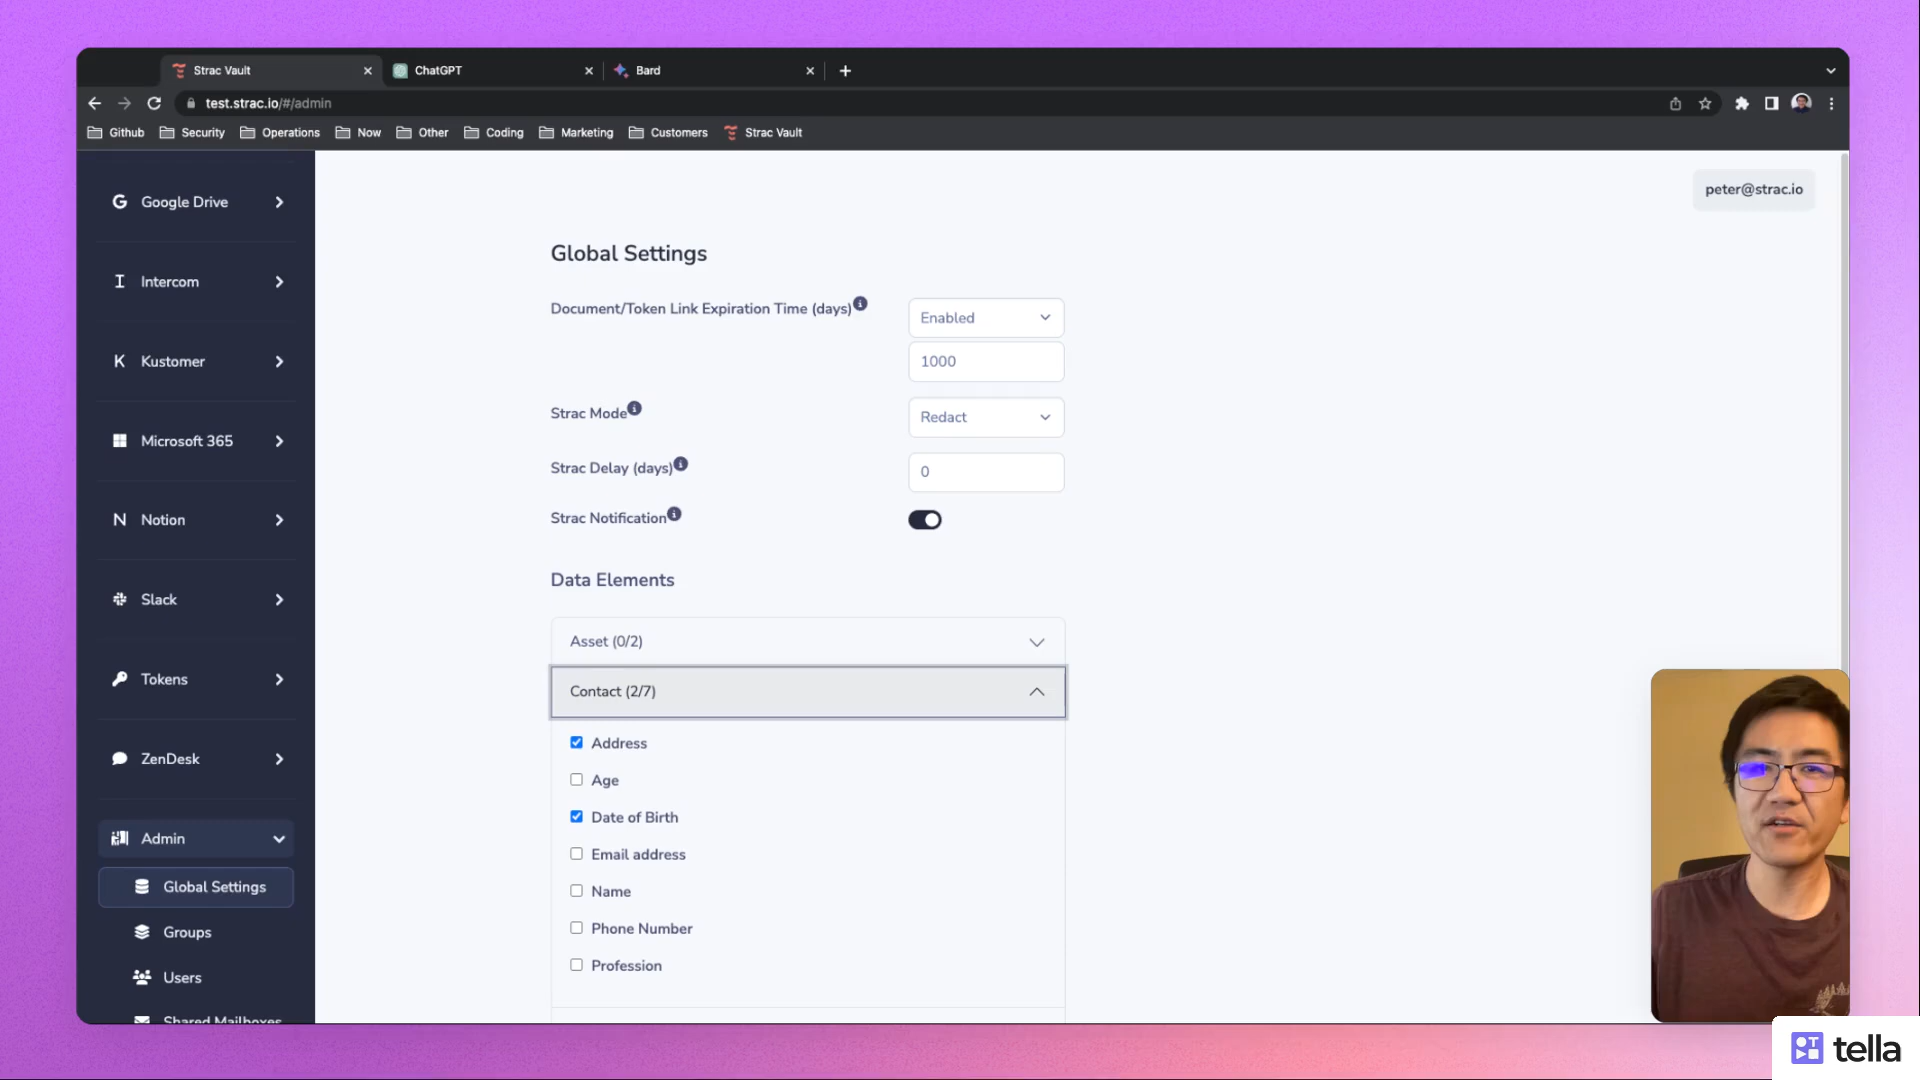 Strac Vault
ChatGPT
Bard
test.strac.io/#/admin
Github
Security
Operations
Now
Other
Coding
Marketing
Customers
Strac Vault
peter@strac.io
G Google Drive
I Intercom
K Kustomer
Microsoft 365
N Notion
Slack
Tokens
ZenDesk
Admin
Global Settings
Groups
Users
Shared Mailboxes
Global Settings
Document/Token Link Expiration Time (days)
Enabled
1000
Strac Mode
Redact
Strac Delay (days)
0
Strac Notification
Data Elements
Asset (0/2)
Contact (2/7)
Address
Age
Date of Birth
Email address
Name
Phone Number
Profession
tella